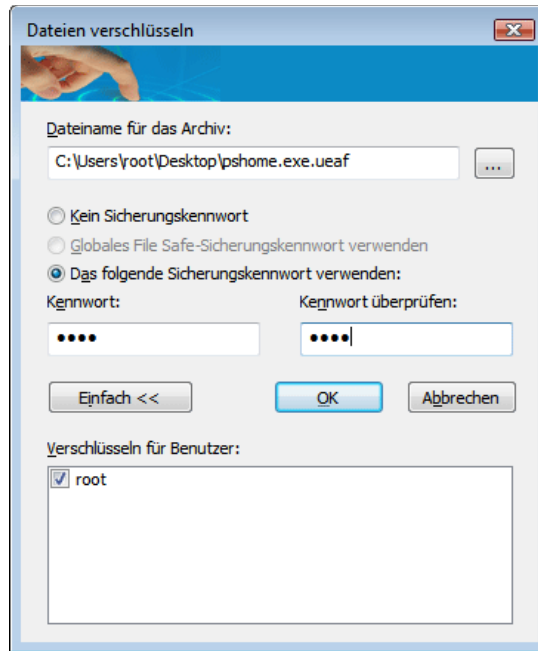 Dateien verschlüsseln
Dateiname für das Archiv:
C:\Users\root\Desktop\pshome.exe.ueaf
...
Kein Sicherungskennwort
Globales File Safe-Sicherungskennwort verwenden
Das folgende Sicherungskennwort verwenden:
Kennwort: Kennwort überprüfen:
•••• ••••
Einfach << OK Abbrechen
Verschlüsseln für Benutzer:
root